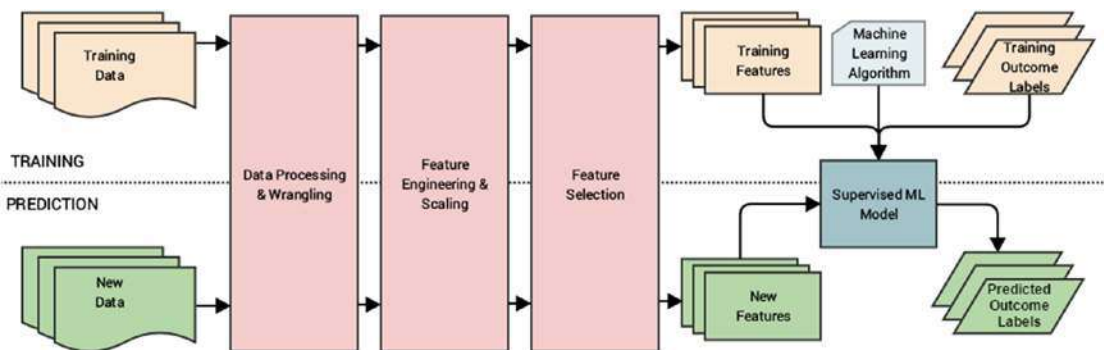 Training
Data
Training
Features
Machine
Learning
Algorithm
Training
Outcome
Labels
TRAINING
PREDICTION
Data Processing
& Wrangling
Feature
Engineering &
Scaling
Feature
Selection
Supervised ML
Model
New
Data
New
Features
Predicted
Outcome
Labels